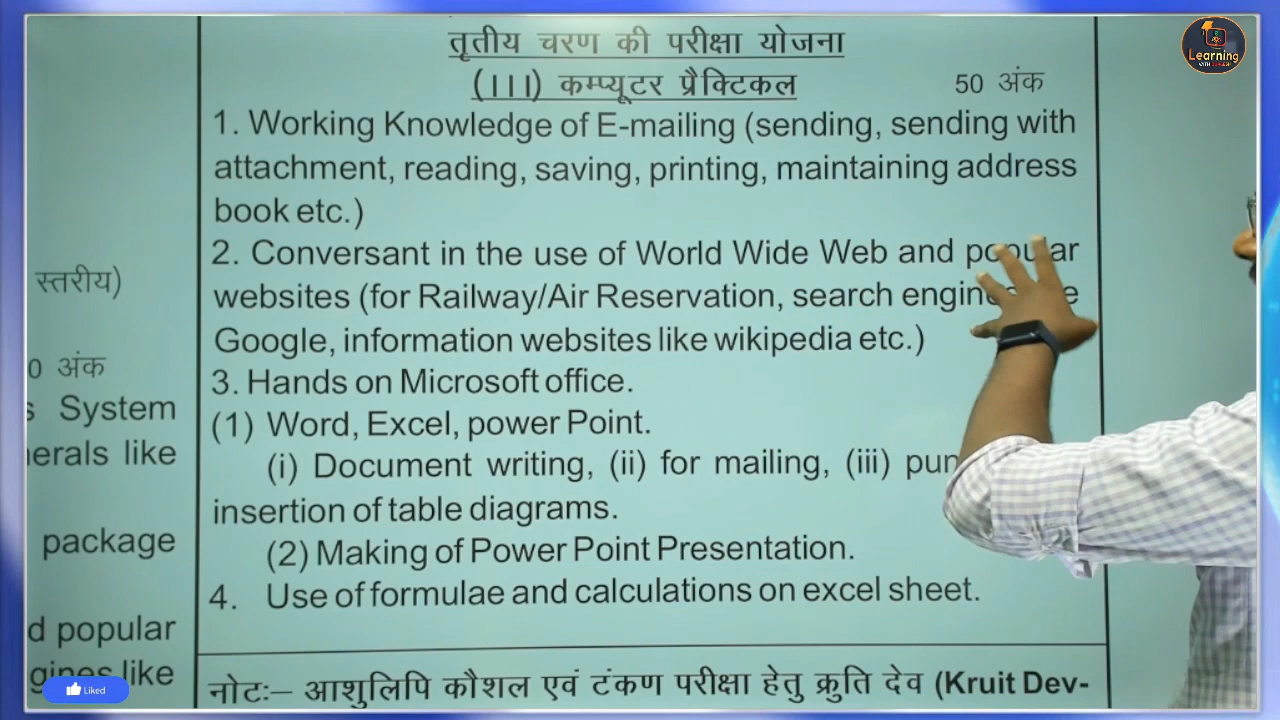 Learning
तृतीय चरण की परीक्षा योजना
(III) कम्प्यूटर प्रैक्टिकल 50 अंक
1. Working Knowledge of E-mailing (sending, sending with
attachment, reading, saving, printing, maintaining address
book etc.)
2. Conversant in the use of World Wide Web and popular
websites (for Railway/Air Reservation, search
Google, information websites like wikipedia etc.)
3. Hands on Microsoft office.
(1) Word, Excel, power Point.
(i) Document writing, (ii) for mailing, (iii)
insertion of table diagrams.
(2) Making of Power Point Presentation.
4. Use of formulae and calculations on excel sheet.
नोटः– आशुलिपि कौशल एवं टंकण परीक्षा हेतु क्रुति देव (Kruit Dev-
स्तरीय)
0 अंक
s System
erals like
package
d popular
gines like
Liked